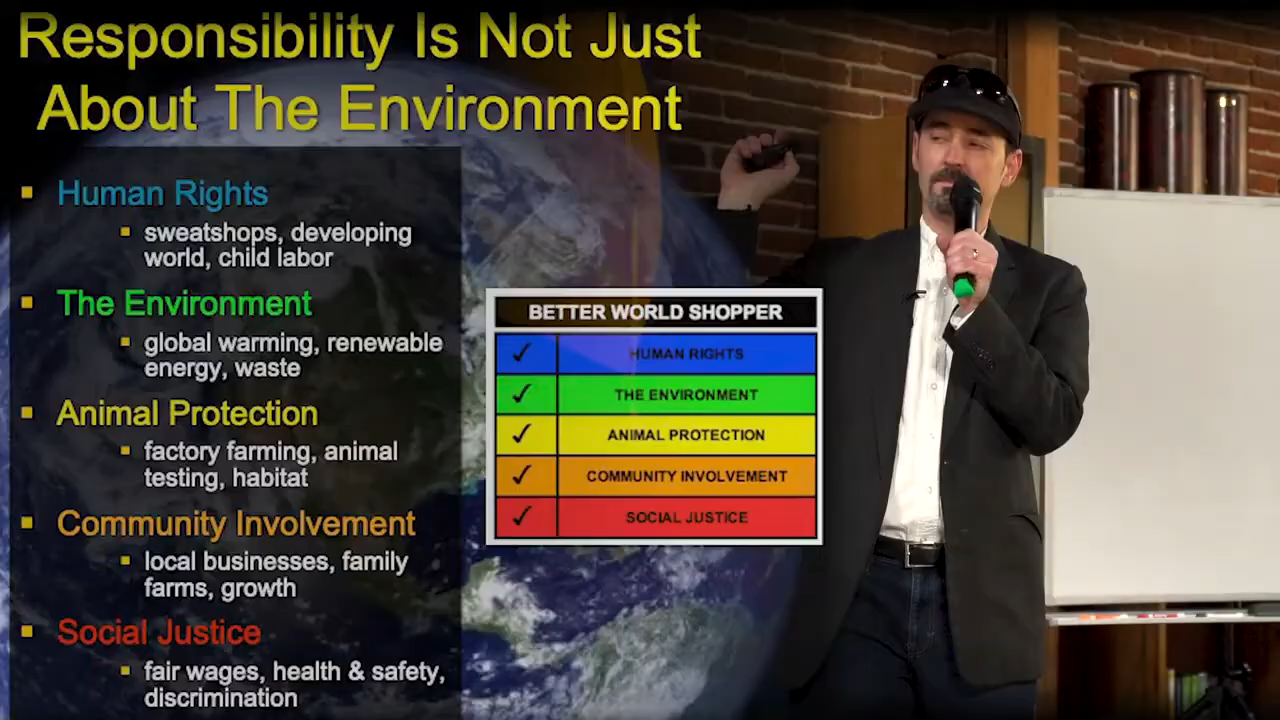 Responsibility Is Not Just
About The Environment
Human Rights
sweatshops, developing
world, child labor
The Environment
global warming, renewable
energy, waste
Animal Protection
factory farming, animal
testing, habitat
Community Involvement
local businesses, family
farms, growth
Social Justice
fair wages, health & safety,
discrimination
BETTER WORLD SHOPPER
✓ HUMAN RIGHTS
✓ THE ENVIRONMENT
✓ ANIMAL PROTECTION
✓ COMMUNITY INVOLVEMENT
✓ SOCIAL JUSTICE